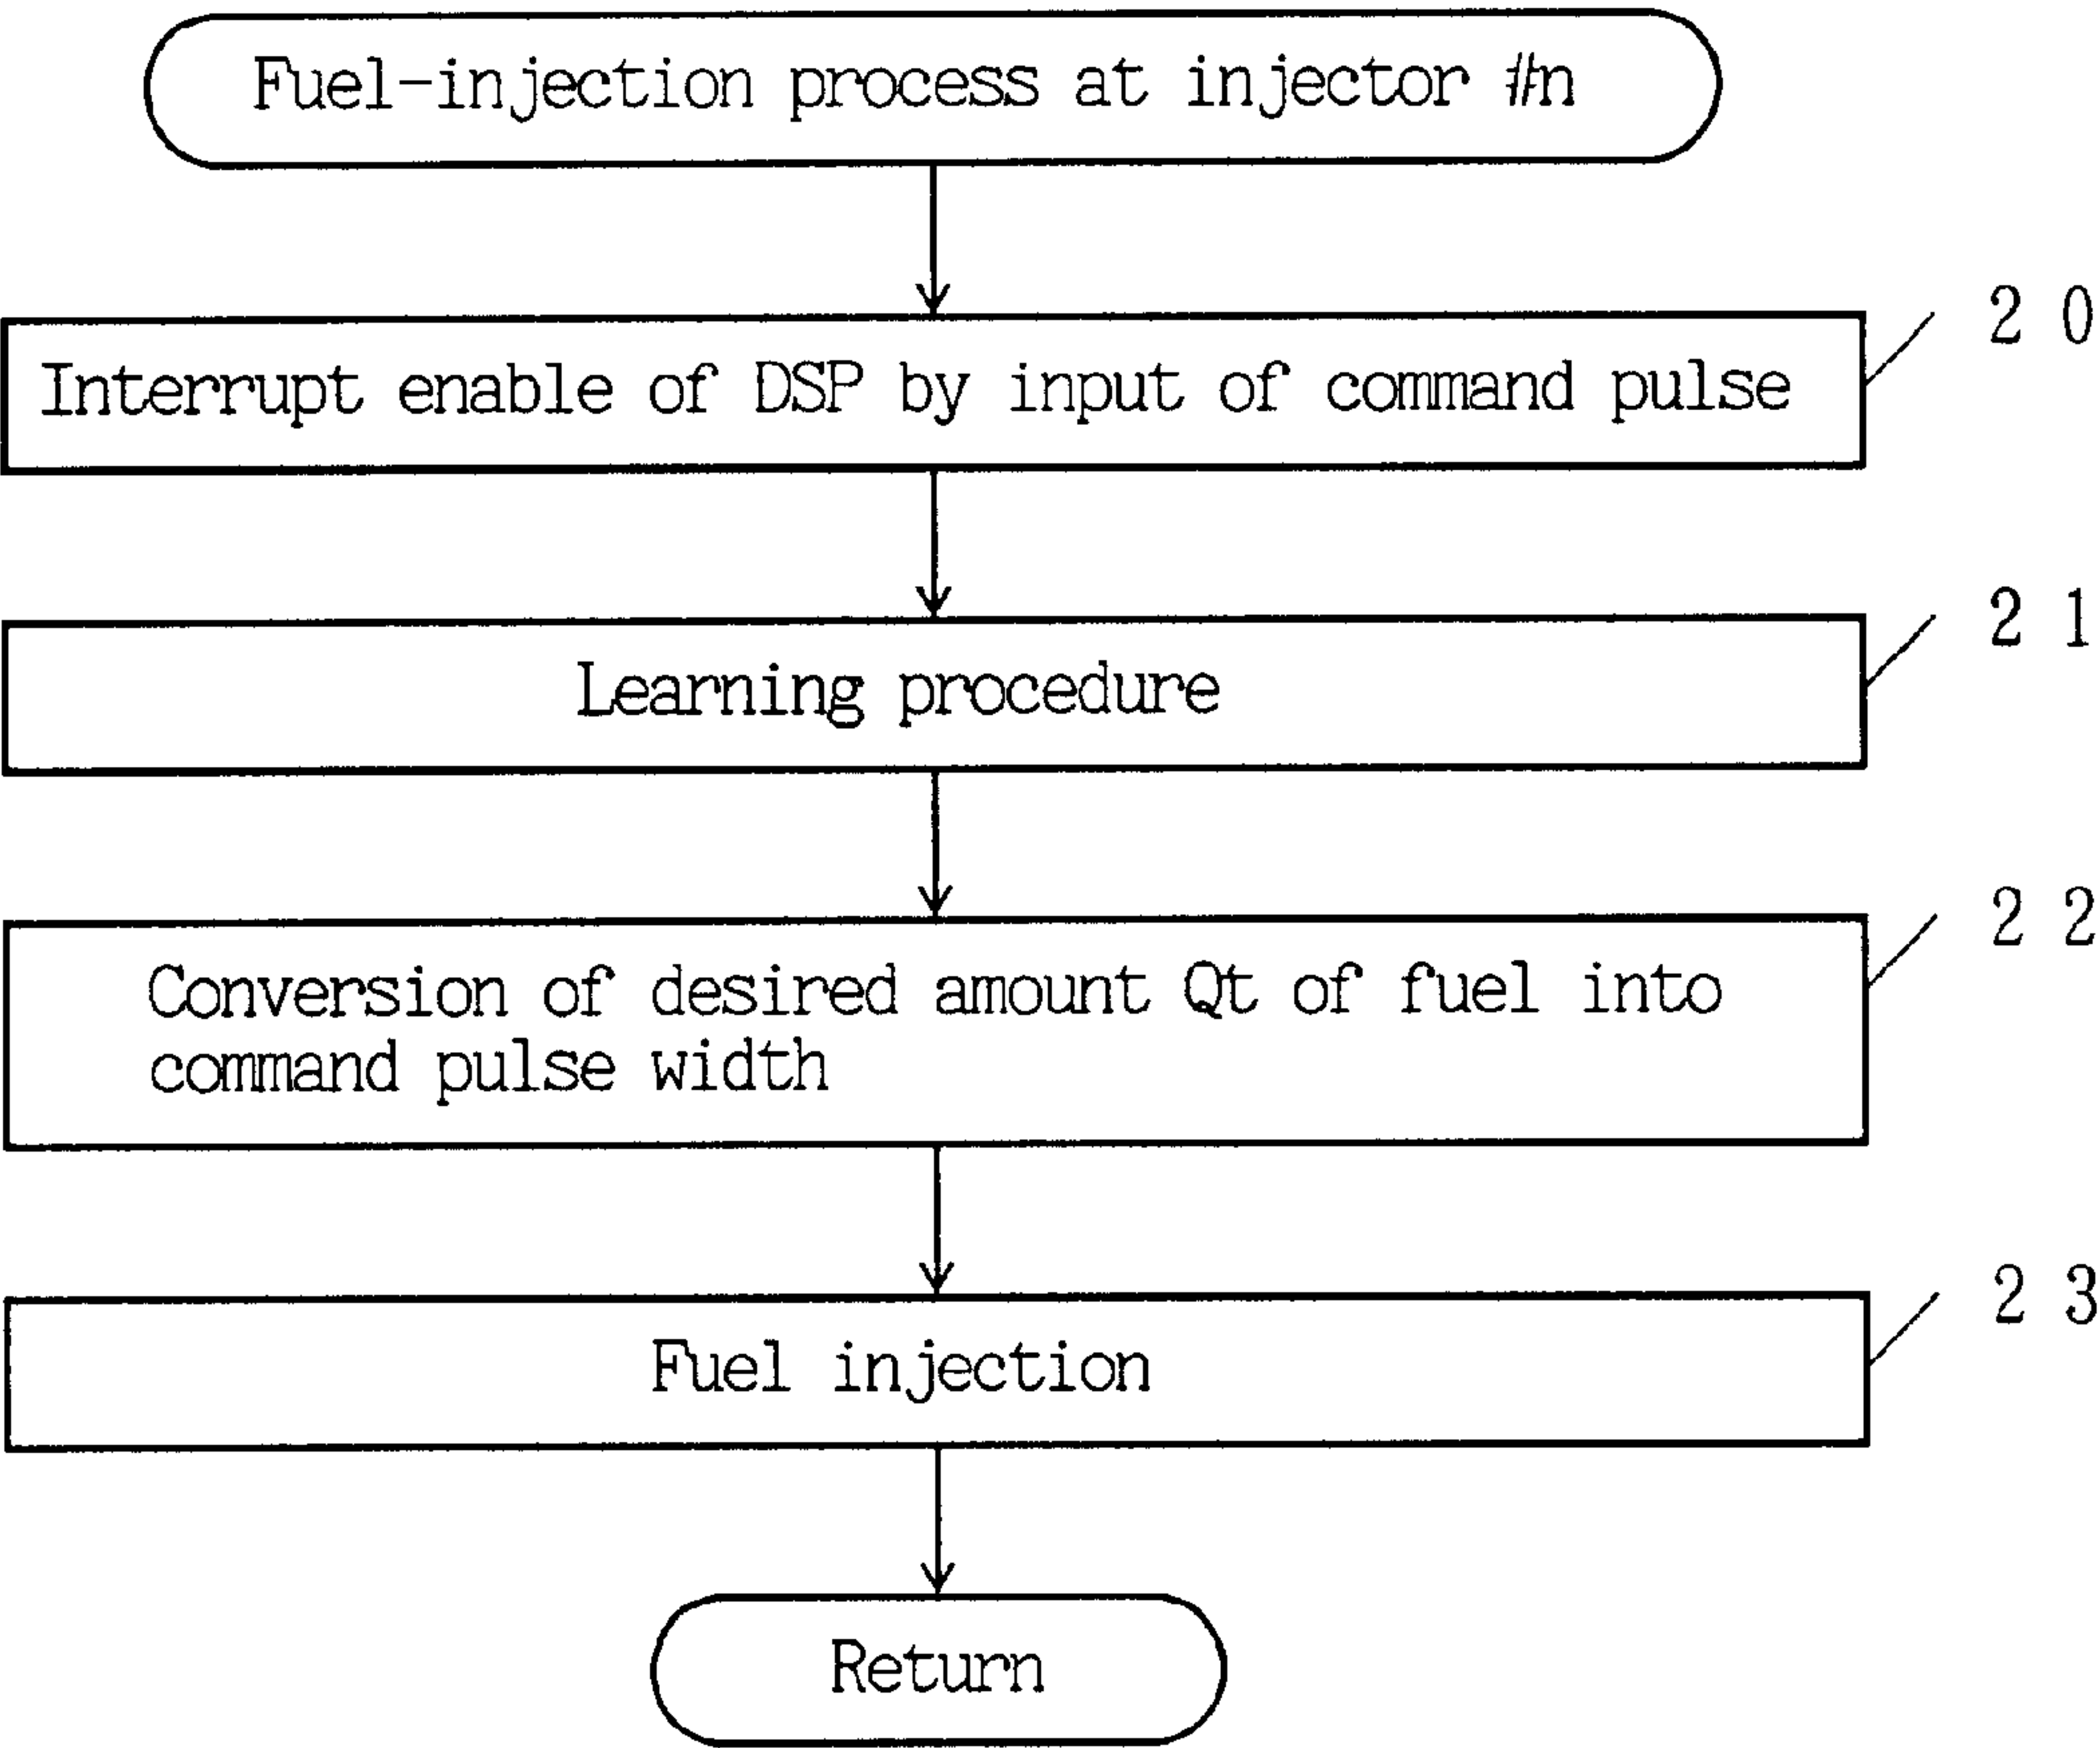 Fuel-injection process at injector #n
20
Interrupt enable of DSP by input of command pulse
21
Learning procedure
22
Conversion of desired amount Qt of fuel into
command pulse width
23
Fuel injection
Return